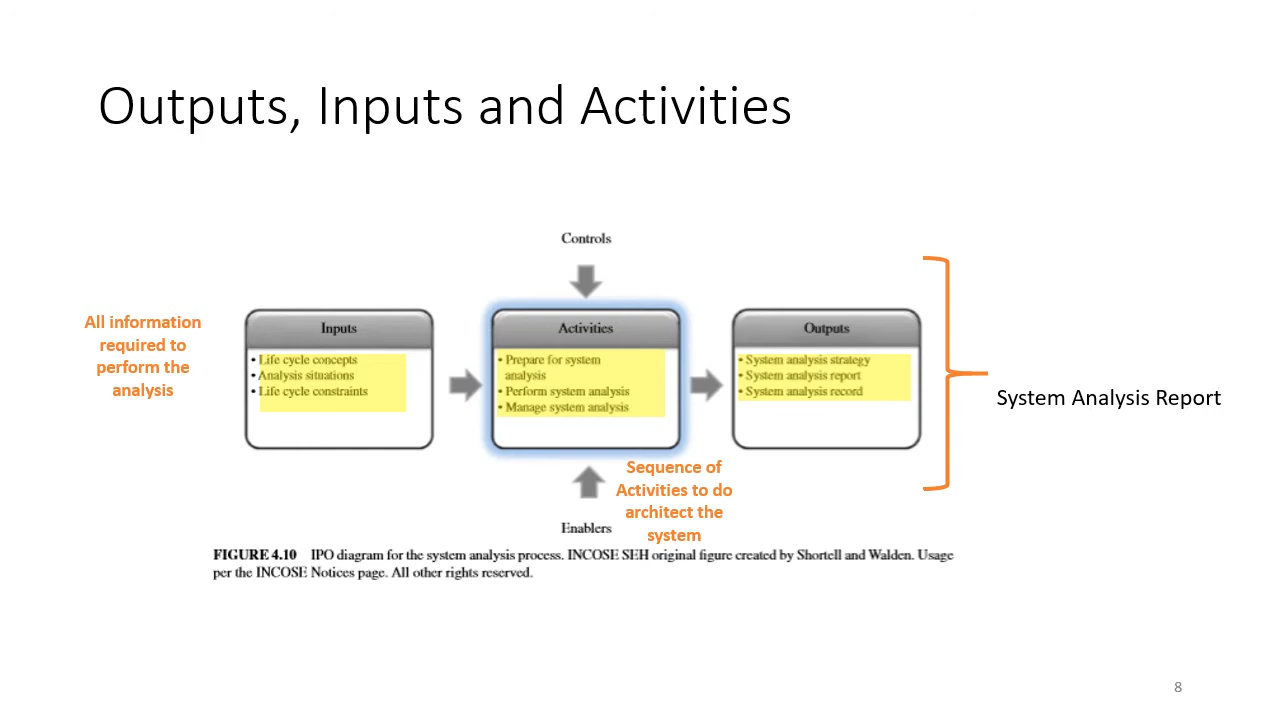 Outputs, Inputs and Activities
Controls
All information
required to
perform the
analysis
Inputs
• Life cycle concepts
• Analysis situations
• Life cycle constraints
Activities
• Prepare for system
analysis
• Perform system analysis
• Manage system analysis
Outputs
• System analysis strategy
• System analysis report
• System analysis record
System Analysis Report
Sequence of
Activities to do
architect the
system
Enablers
FIGURE 4.10 IPO diagram for the system analysis process. INCOSE SEH original figure created by Shortell and Walden. Usage
per the INCOSE Notices page. All other rights reserved.
8